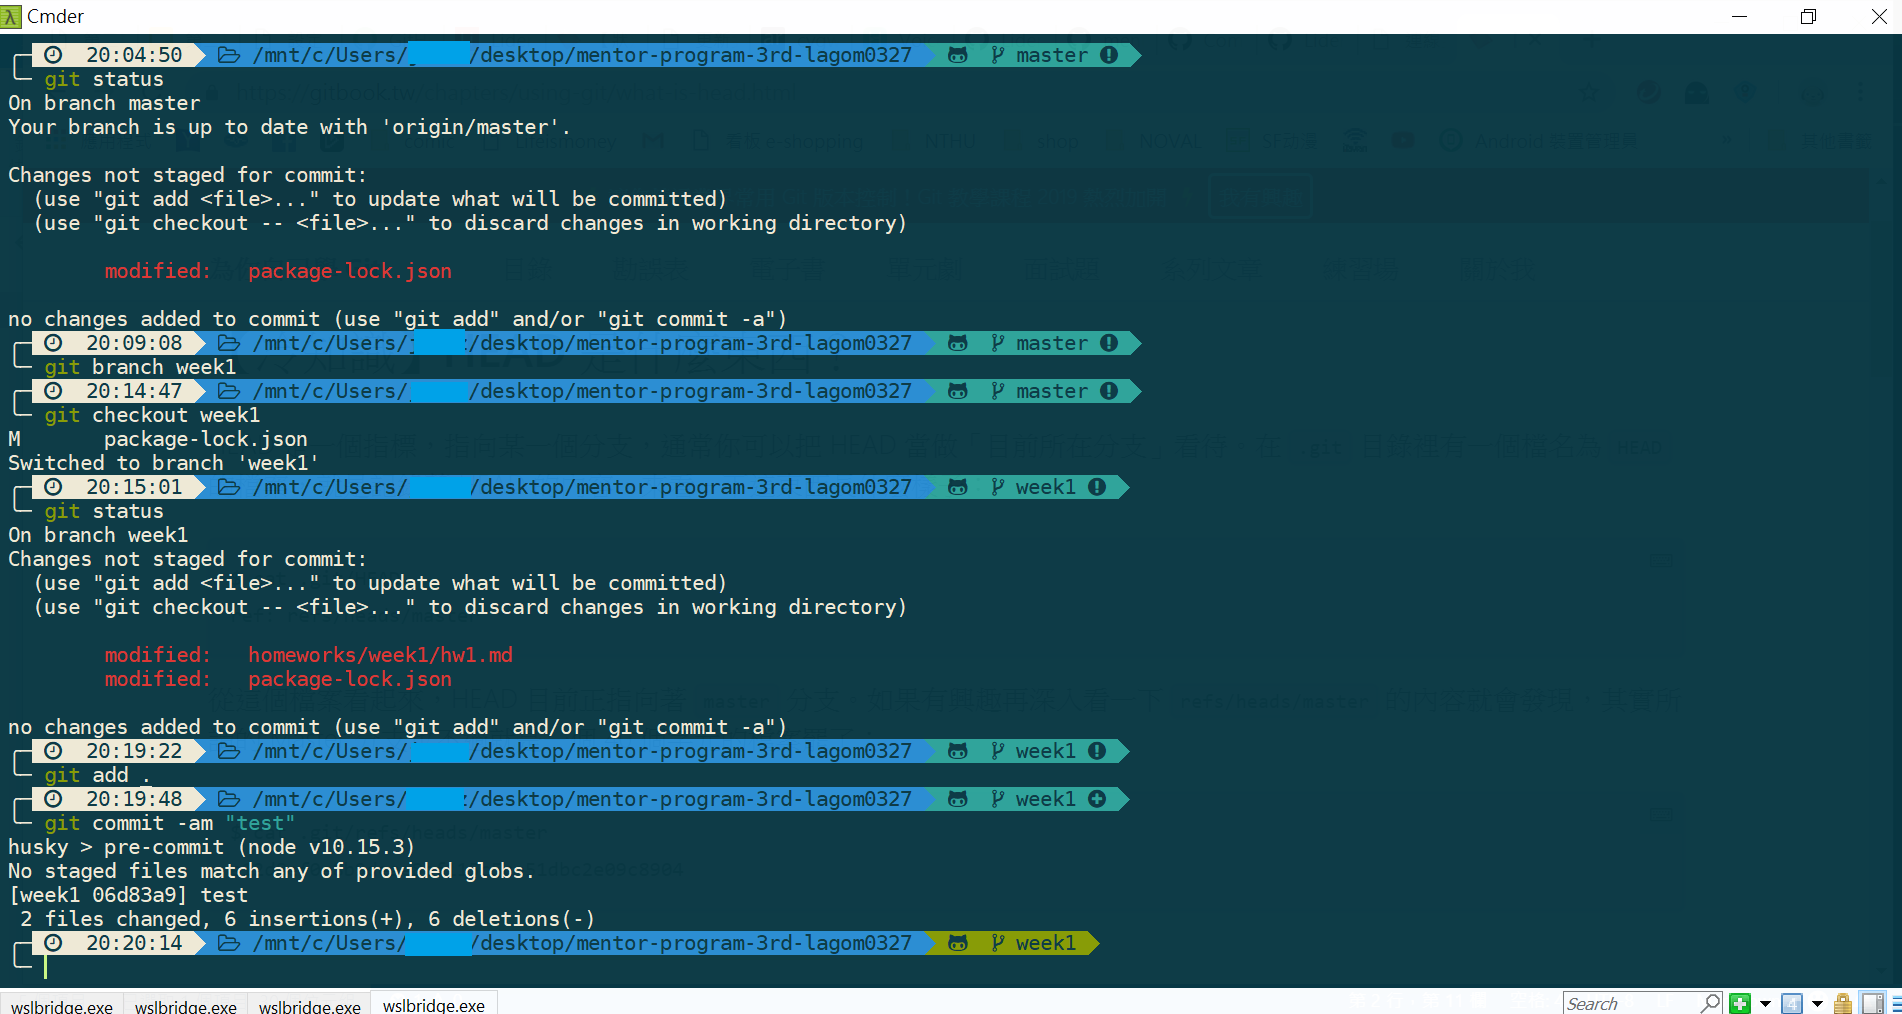 Cmder
20:04:50 /mnt/c/Users/ /desktop/mentor-program-3rd-lagom0327 master
git status
On branch master
Your branch is up to date with 'origin/master'.
Changes not staged for commit:
(use "git add <file>..." to update what will be committed)
(use "git checkout -- <file>..." to discard changes in working directory)
modified: package-lock.json
no changes added to commit (use "git add" and/or "git commit -a")
20:09:08 /mnt/c/Users/ /desktop/mentor-program-3rd-lagom0327 master
git branch week1
20:14:47 /mnt/c/Users/ /desktop/mentor-program-3rd-lagom0327 master
git checkout week1
M package-lock.json
Switched to branch 'week1'
20:15:01 /mnt/c/Users/ /desktop/mentor-program-3rd-lagom0327 week1
git status
On branch week1
Changes not staged for commit:
(use "git add <file>..." to update what will be committed)
(use "git checkout -- <file>..." to discard changes in working directory)
modified: homeworks/week1/hw1.md
modified: package-lock.json
no changes added to commit (use "git add" and/or "git commit -a")
20:19:22 /mnt/c/Users/ /desktop/mentor-program-3rd-lagom0327 week1
git add .
20:19:48 /mnt/c/Users/ /desktop/mentor-program-3rd-lagom0327 week1
git commit -am "test"
husky > pre-commit (node v10.15.3)
No staged files match any of provided globs.
[week1 06d83a9] test
2 files changed, 6 insertions(+), 6 deletions(-)
20:20:14 /mnt/c/Users/ /desktop/mentor-program-3rd-lagom0327 week1
wslbridge.exe wslbridge.exe wslbridge.exe wslbridge.exe Search